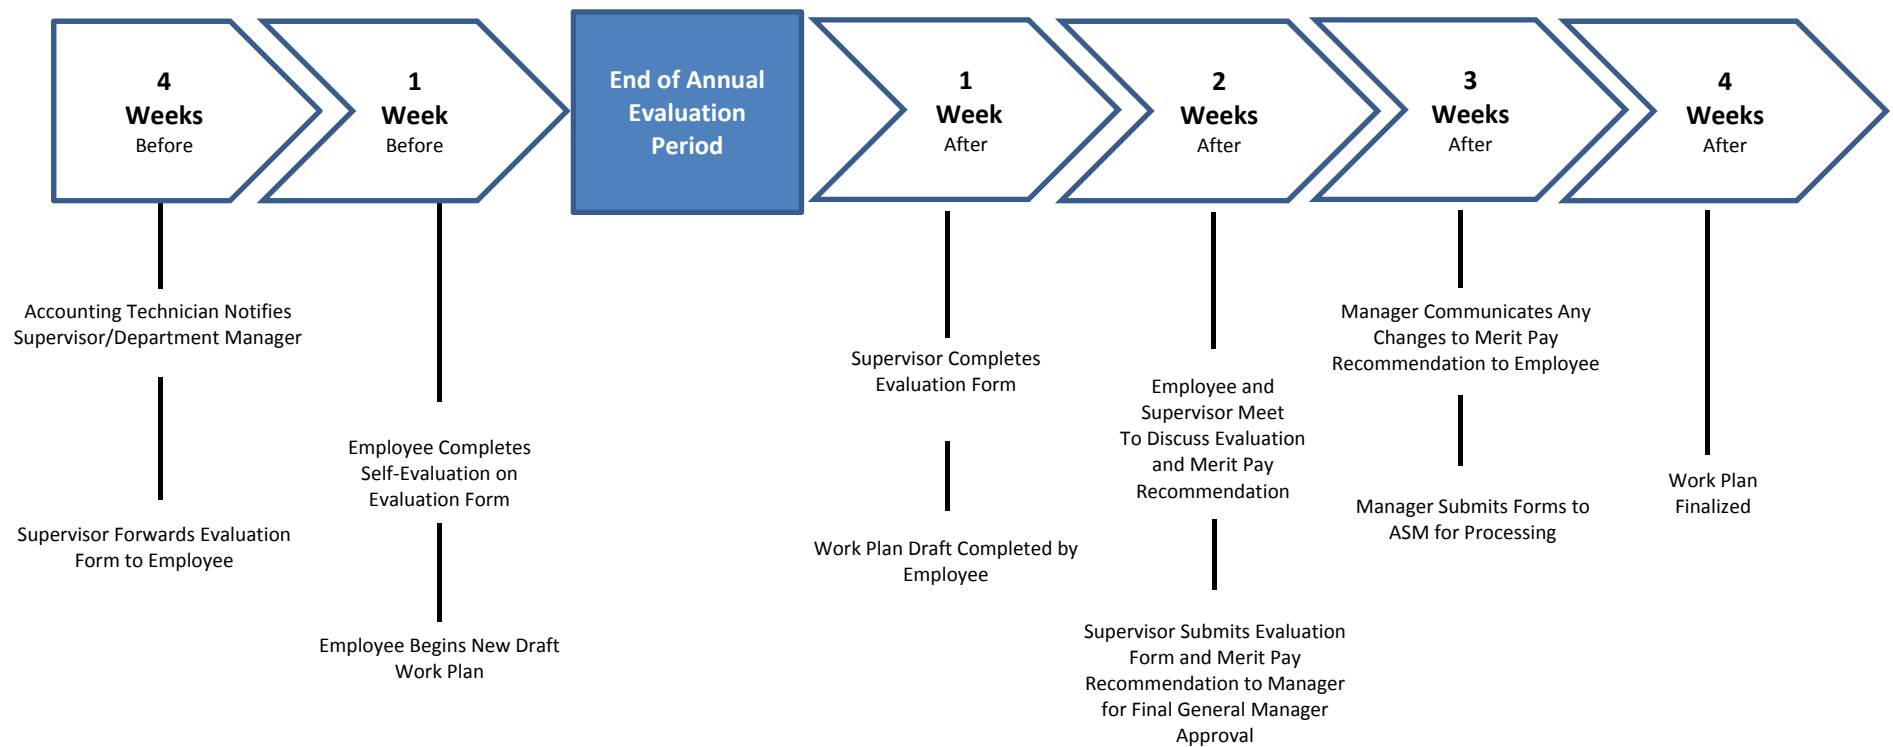 4
Weeks
Before
1
Week
Before
End of Annual
Evaluation
Period
1
Week
After
2
Weeks
After
3
Weeks
After
4
Weeks
After
Accounting Technician Notifies
Supervisor/Department Manager
Supervisor Forwards Evaluation
Form to Employee
Employee Completes
Self-Evaluation on
Evaluation Form
Employee Begins New Draft
Work Plan
Supervisor Completes
Evaluation Form
Work Plan Draft Completed by
Employee
Employee and
Supervisor Meet
To Discuss Evaluation
and Merit Pay
Recommendation
Supervisor Submits Evaluation
Form and Merit Pay
Recommendation to Manager
for Final General Manager
Approval
Manager Communicates Any
Changes to Merit Pay
Recommendation to Employee
Manager Submits Forms to
ASM for Processing
Work Plan
Finalized